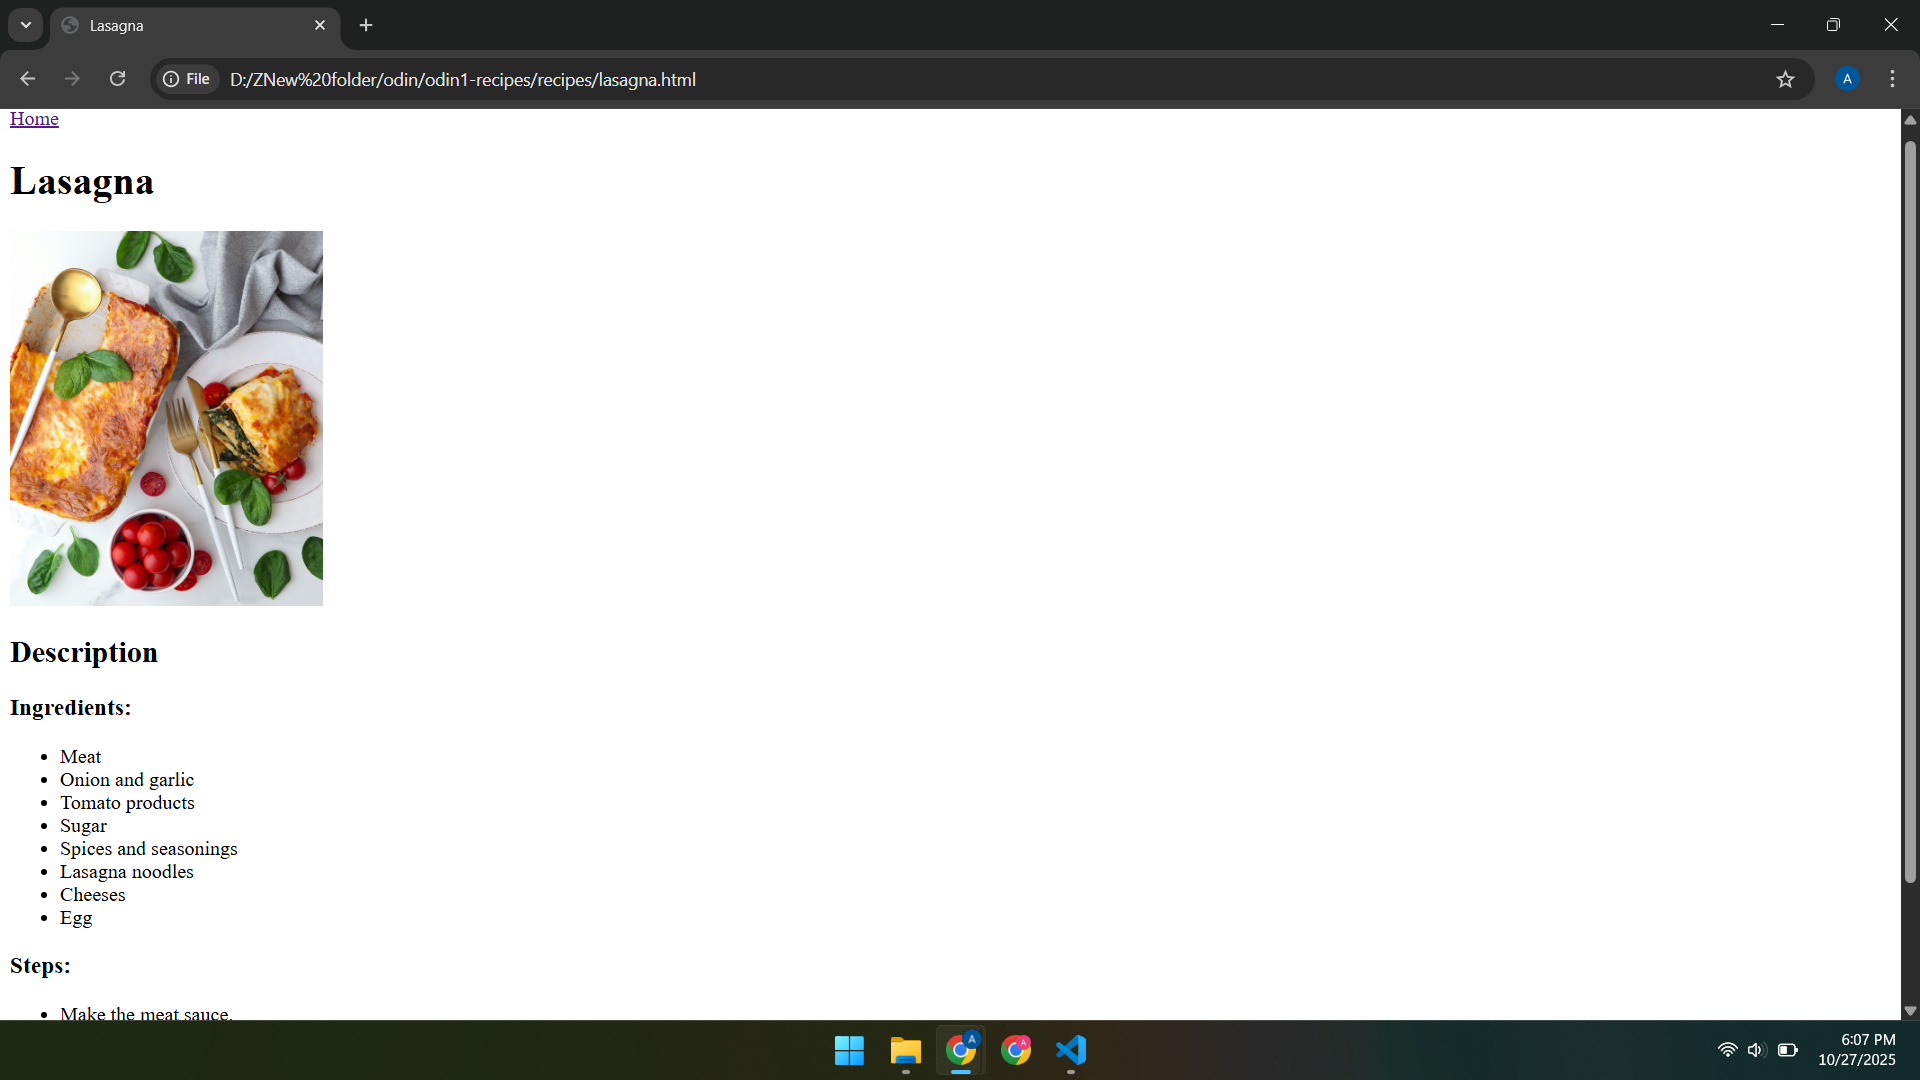 Lasagna
File
D:/ZNew%20folder/odin/odin1-recipes/recipes/lasagna.html
A
Home
Lasagna
Description
Ingredients:
Meat
Onion and garlic
Tomato products
Sugar
Spices and seasonings
Lasagna noodles
Cheeses
Egg
Steps:
Make the meat sauce.
A
A
6:07 PM
10/27/2025